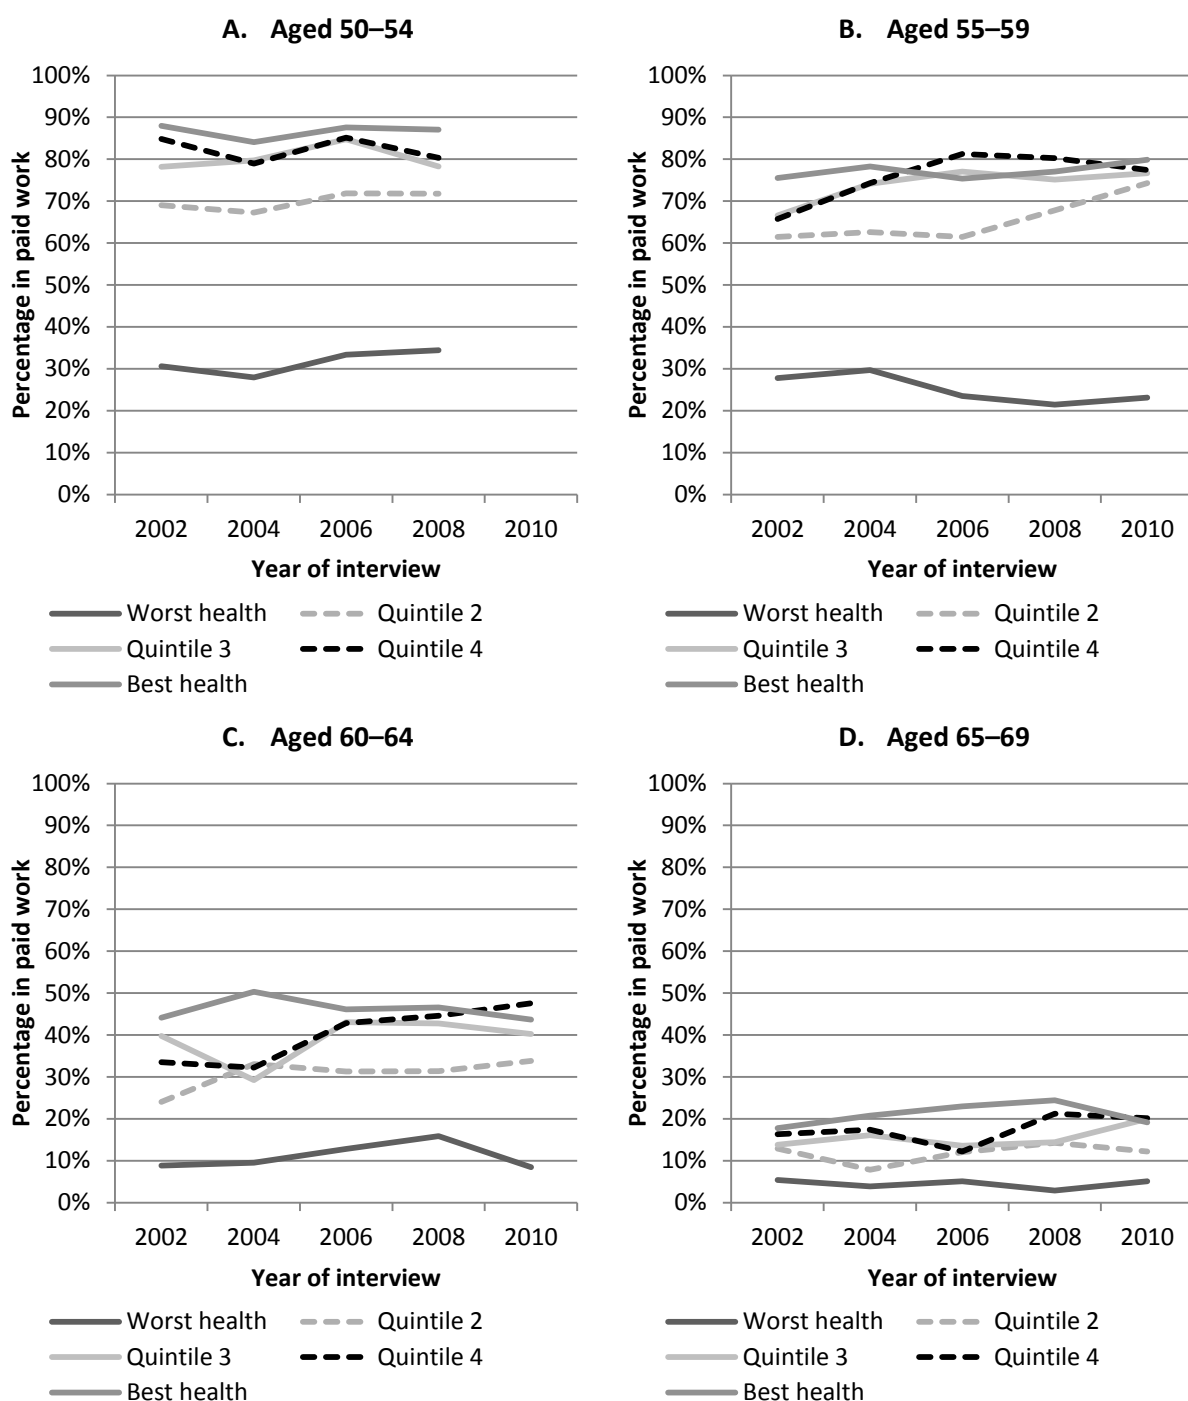 A. Aged 50–54
100%
90%
80%
70%
60%
50%
40%
30%
20%
10%
0%
Percentage in paid work
2002 2004 2006 2008 2010
Year of interview
Worst health Quintile 2
Quintile 3 Quintile 4
Best health
B. Aged 55–59
100%
90%
80%
70%
60%
50%
40%
30%
20%
10%
0%
Percentage in paid work
2002 2004 2006 2008 2010
Year of interview
Worst health Quintile 2
Quintile 3 Quintile 4
Best health
C. Aged 60–64
100%
90%
80%
70%
60%
50%
40%
30%
20%
10%
0%
Percentage in paid work
2002 2004 2006 2008 2010
Year of interview
Worst health Quintile 2
Quintile 3 Quintile 4
Best health
D. Aged 65–69
100%
90%
80%
70%
60%
50%
40%
30%
20%
10%
0%
Percentage in paid work
2002 2004 2006 2008 2010
Year of interview
Worst health Quintile 2
Quintile 3 Quintile 4
Best health